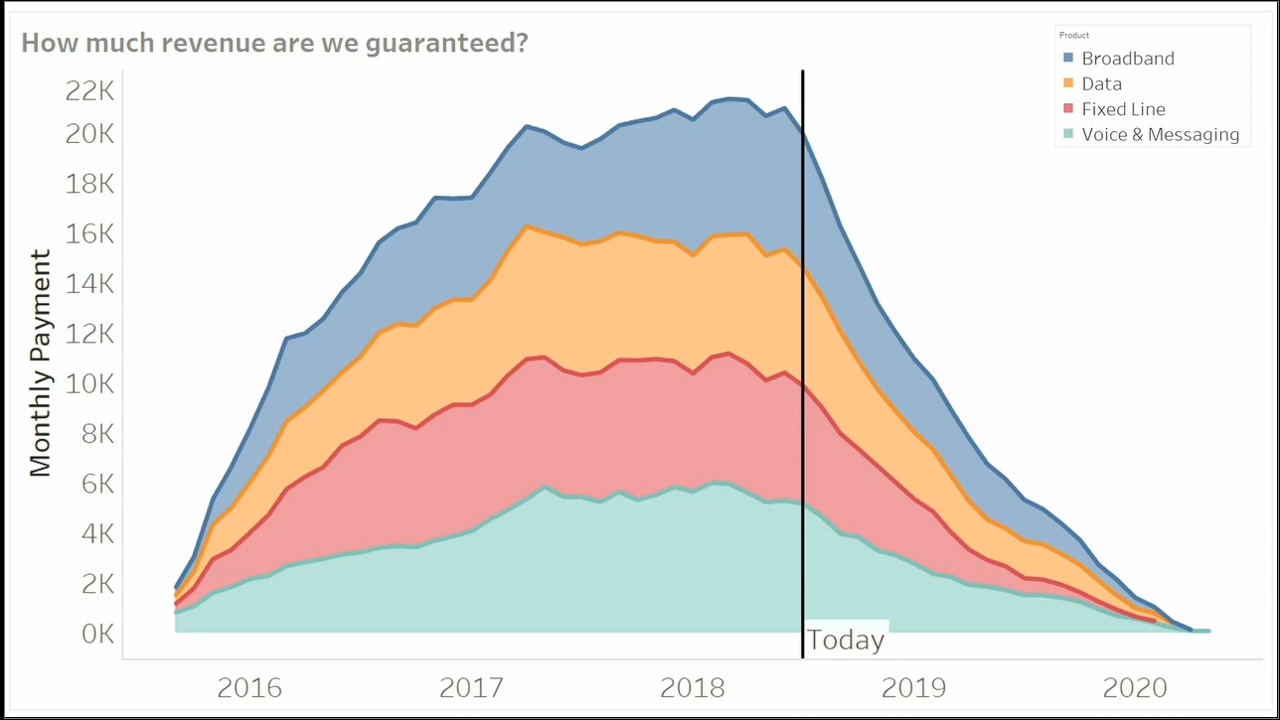 How much revenue are we guaranteed?
Product
Broadband
Data
Fixed Line
Voice & Messaging
Monthly Payment
22K
20K
18K
16K
14K
12K
10K
8K
6K
4K
2K
0K
Today
2016 2017 2018 2019 2020